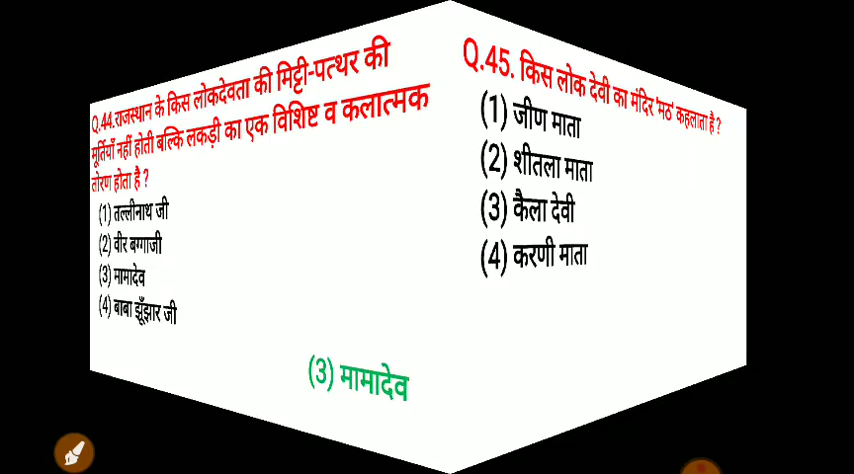 Q.44.राजस्थान के किस लोकदेवता की मिट्टी-पत्थर की
मूर्तियाँ नहीं होती बल्कि लकड़ी का एक विशिष्ट व कलात्मक
तोरण होता है ?
(1) तल्लीनाथ जी
(2) वीर बग्गाजी
(3) मामादेव
(4) बाबा झूँझार जी
(3) मामादेव
Q.45. किस लोक देवी का मंदिर 'मठ' कहलाता है ?
(1) जीण माता
(2) शीतला माता
(3) कैला देवी
(4) करणी माता